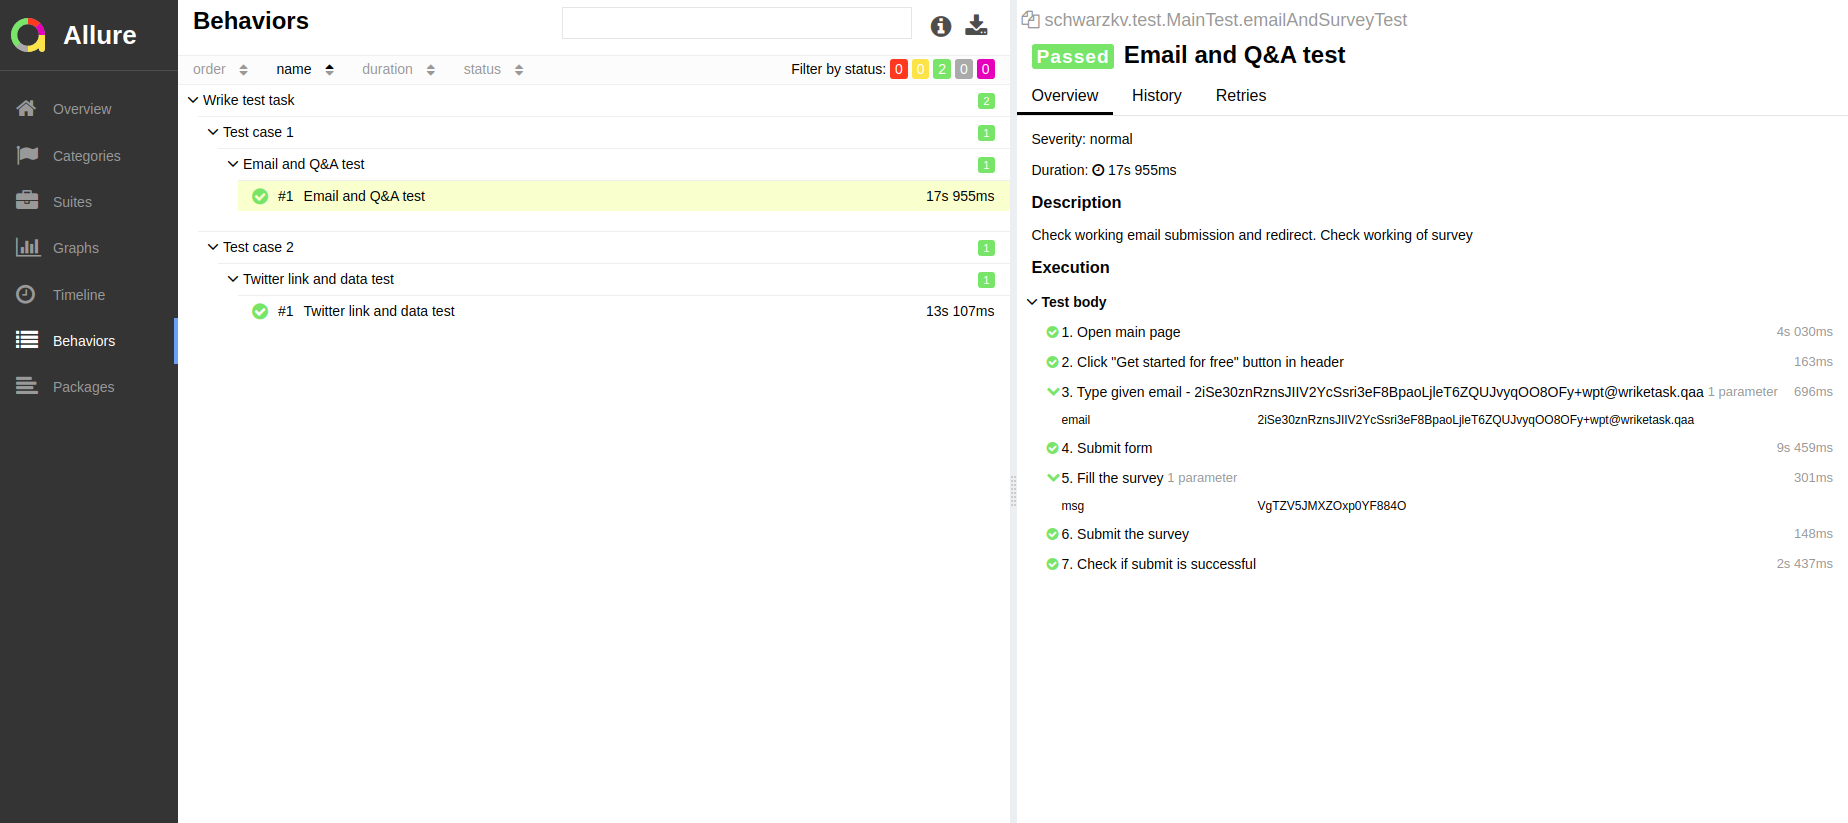 Allure
Overview
Categories
Suites
Graphs
Timeline
Behaviors
Packages
Behaviors
order name duration status Filter by status: 0 0 2 0 0
Wrike test task 2
Test case 1 1
Email and Q&A test 1
#1 Email and Q&A test 17s 955ms
Test case 2 1
Twitter link and data test 1
#1 Twitter link and data test 13s 107ms
schwarzkv.test.MainTest.emailAndSurveyTest
Passed Email and Q&A test
Overview History Retries
Severity: normal
Duration: 17s 955ms
Description
Check working email submission and redirect. Check working of survey
Execution
Test body
1. Open main page 4s 030ms
2. Click "Get started for free" button in header 163ms
3. Type given email - 2iSe30znRznsJIIV2YcSsri3eF8BpaoLjleT6ZQUJvyqOO8OFy+wpt@wriketask.qaa 1 parameter 696ms
email 2iSe30znRznsJIIV2YcSsri3eF8BpaoLjleT6ZQUJvyqOO8OFy+wpt@wriketask.qaa
4. Submit form 9s 459ms
5. Fill the survey 1 parameter 301ms
msg VgTZV5JMXZOxp0YF884O
6. Submit the survey 148ms
7. Check if submit is successful 2s 437ms